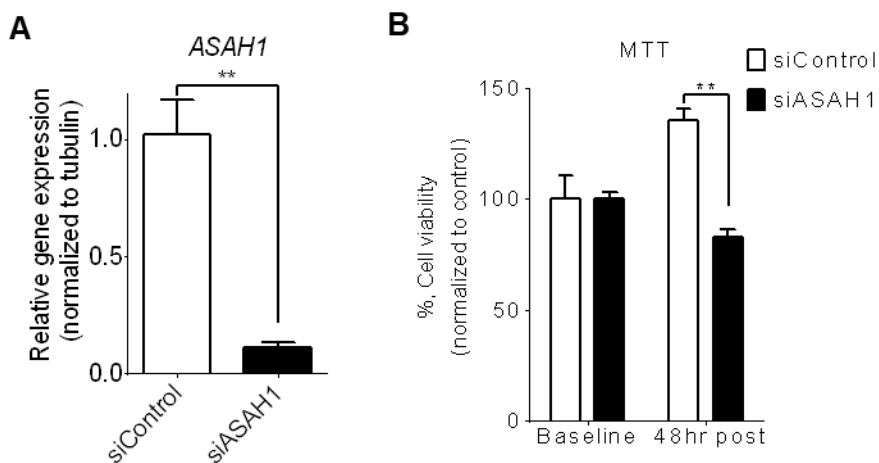 A
ASAH1
**
Relative gene expression
(normalized to tubulin)
1.0
0.5
0.0
siControl
siASAH1
B
MTT
siControl
siASAH1
**
%, Cell viability
(normalized to control)
150
100
50
0
Baseline
48hr post